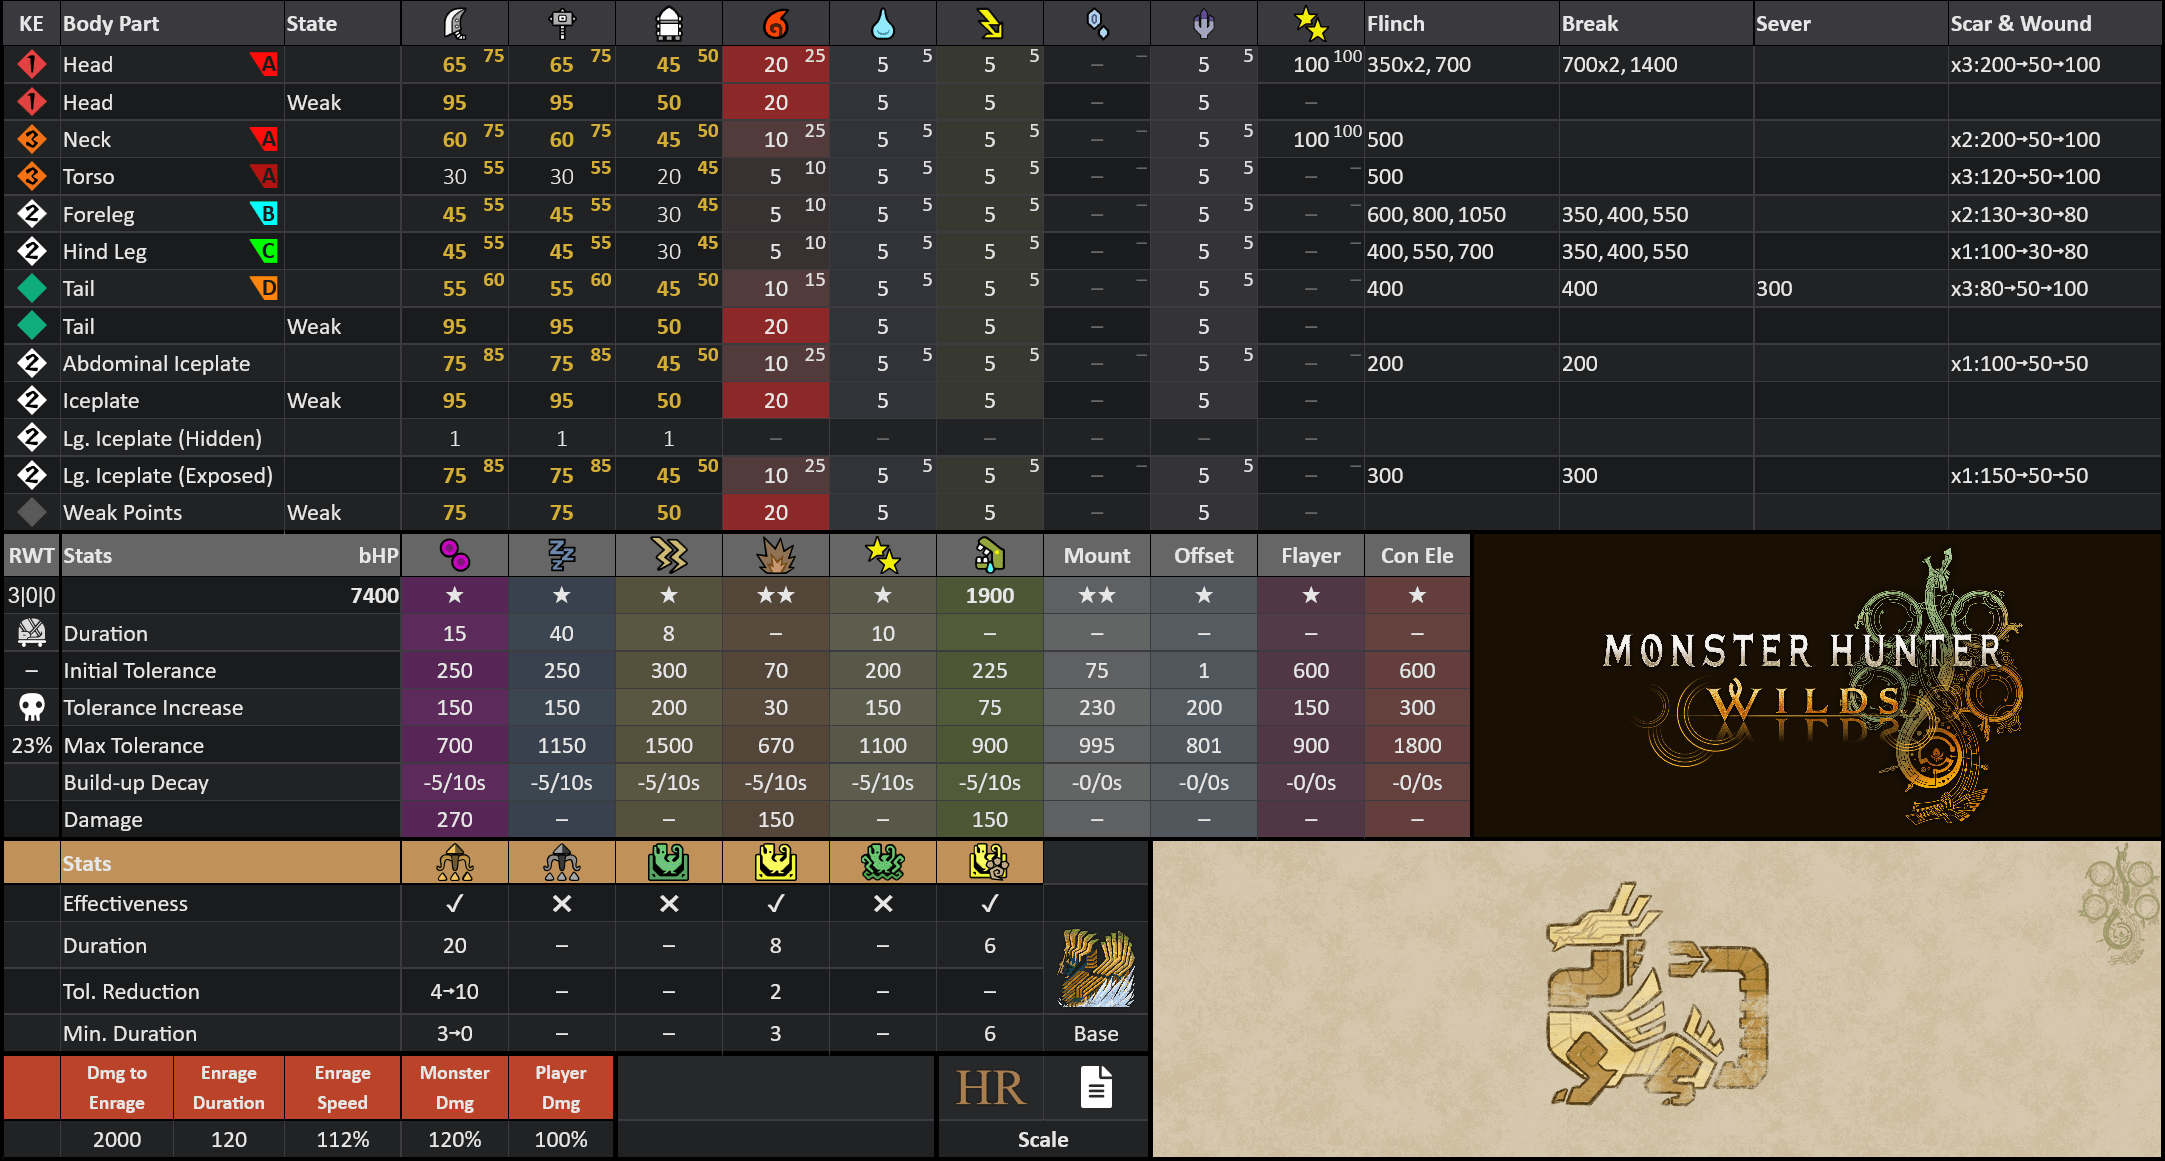 KE Body Part State Flinch Break Sever Scar & Wound
1 Head A 65 75 65 75 45 50 20 25 5 5 5 5 – – 5 5 100 100 350x2, 700 700x2, 1400 x3:200→50→100
1 Head Weak 95 95 50 20 5 5 – 5 –
3 Neck A 60 75 60 75 45 50 10 25 5 5 5 5 – – 5 5 100 100 500 x2:200→50→100
3 Torso A 30 55 30 55 20 45 5 10 5 5 5 5 – – 5 5 – – 500 x3:120→50→100
2 Foreleg B 45 55 45 55 30 45 5 10 5 5 5 5 – – 5 5 – – 600, 800, 1050 350, 400, 550 x2:130→30→80
2 Hind Leg C 45 55 45 55 30 45 5 10 5 5 5 5 – – 5 5 – – 400, 550, 700 350, 400, 550 x1:100→30→80
Tail D 55 60 55 60 45 50 10 15 5 5 5 5 – – 5 5 – – 400 400 300 x3:80→50→100
Tail Weak 95 95 50 20 5 5 – 5 –
2 Abdominal Iceplate 75 85 75 85 45 50 10 25 5 5 5 5 – – 5 5 – – 200 200 x1:100→50→50
2 Iceplate Weak 95 95 50 20 5 5 – 5 –
2 Lg. Iceplate (Hidden) 1 1 1 – – – – – –
2 Lg. Iceplate (Exposed) 75 85 75 85 45 50 10 25 5 5 5 5 – – 5 5 – – 300 300 x1:150→50→50
Weak Points Weak 75 75 50 20 5 5 – 5 –
RWT Stats bHP Mount Offset Flayer Con Ele
3|0|0 7400 ★ ★ ★ ★★ ★ 1900 ★★ ★ ★ ★
Duration 15 40 8 – 10 – – – – –
– Initial Tolerance 250 250 300 70 200 225 75 1 600 600
Tolerance Increase 150 150 200 30 150 75 230 200 150 300
23% Max Tolerance 700 1150 1500 670 1100 900 995 801 900 1800
Build-up Decay -5/10s -5/10s -5/10s -5/10s -5/10s -5/10s -0/0s -0/0s -0/0s -0/0s
Damage 270 – – 150 – 150 – – – –
MONSTER HUNTER
WILDS
Stats
Effectiveness ✓ ✕ ✕ ✓ ✕ ✓
Duration 20 – – 8 – 6
Tol. Reduction 4→10 – – 2 – –
Min. Duration 3→0 – – 3 – 6 Base
Dmg to Enrage Enrage Monster Player
Enrage Duration Speed Dmg Dmg
HR
2000 120 112% 120% 100% Scale